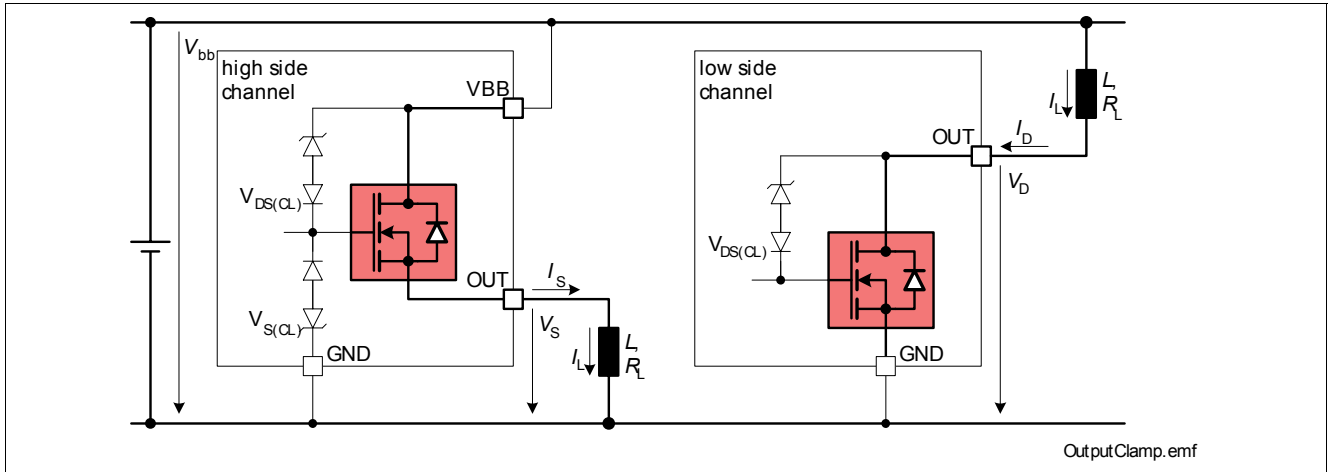 Vbb
high side
channel
VBB
VDS(CL)
OUT
IS
VS(CL)
VS
GND
IL
L,
RL
low side
channel
L,
RL
IL
OUT
ID
VD
VDS(CL)
GND
OutputClamp.emf